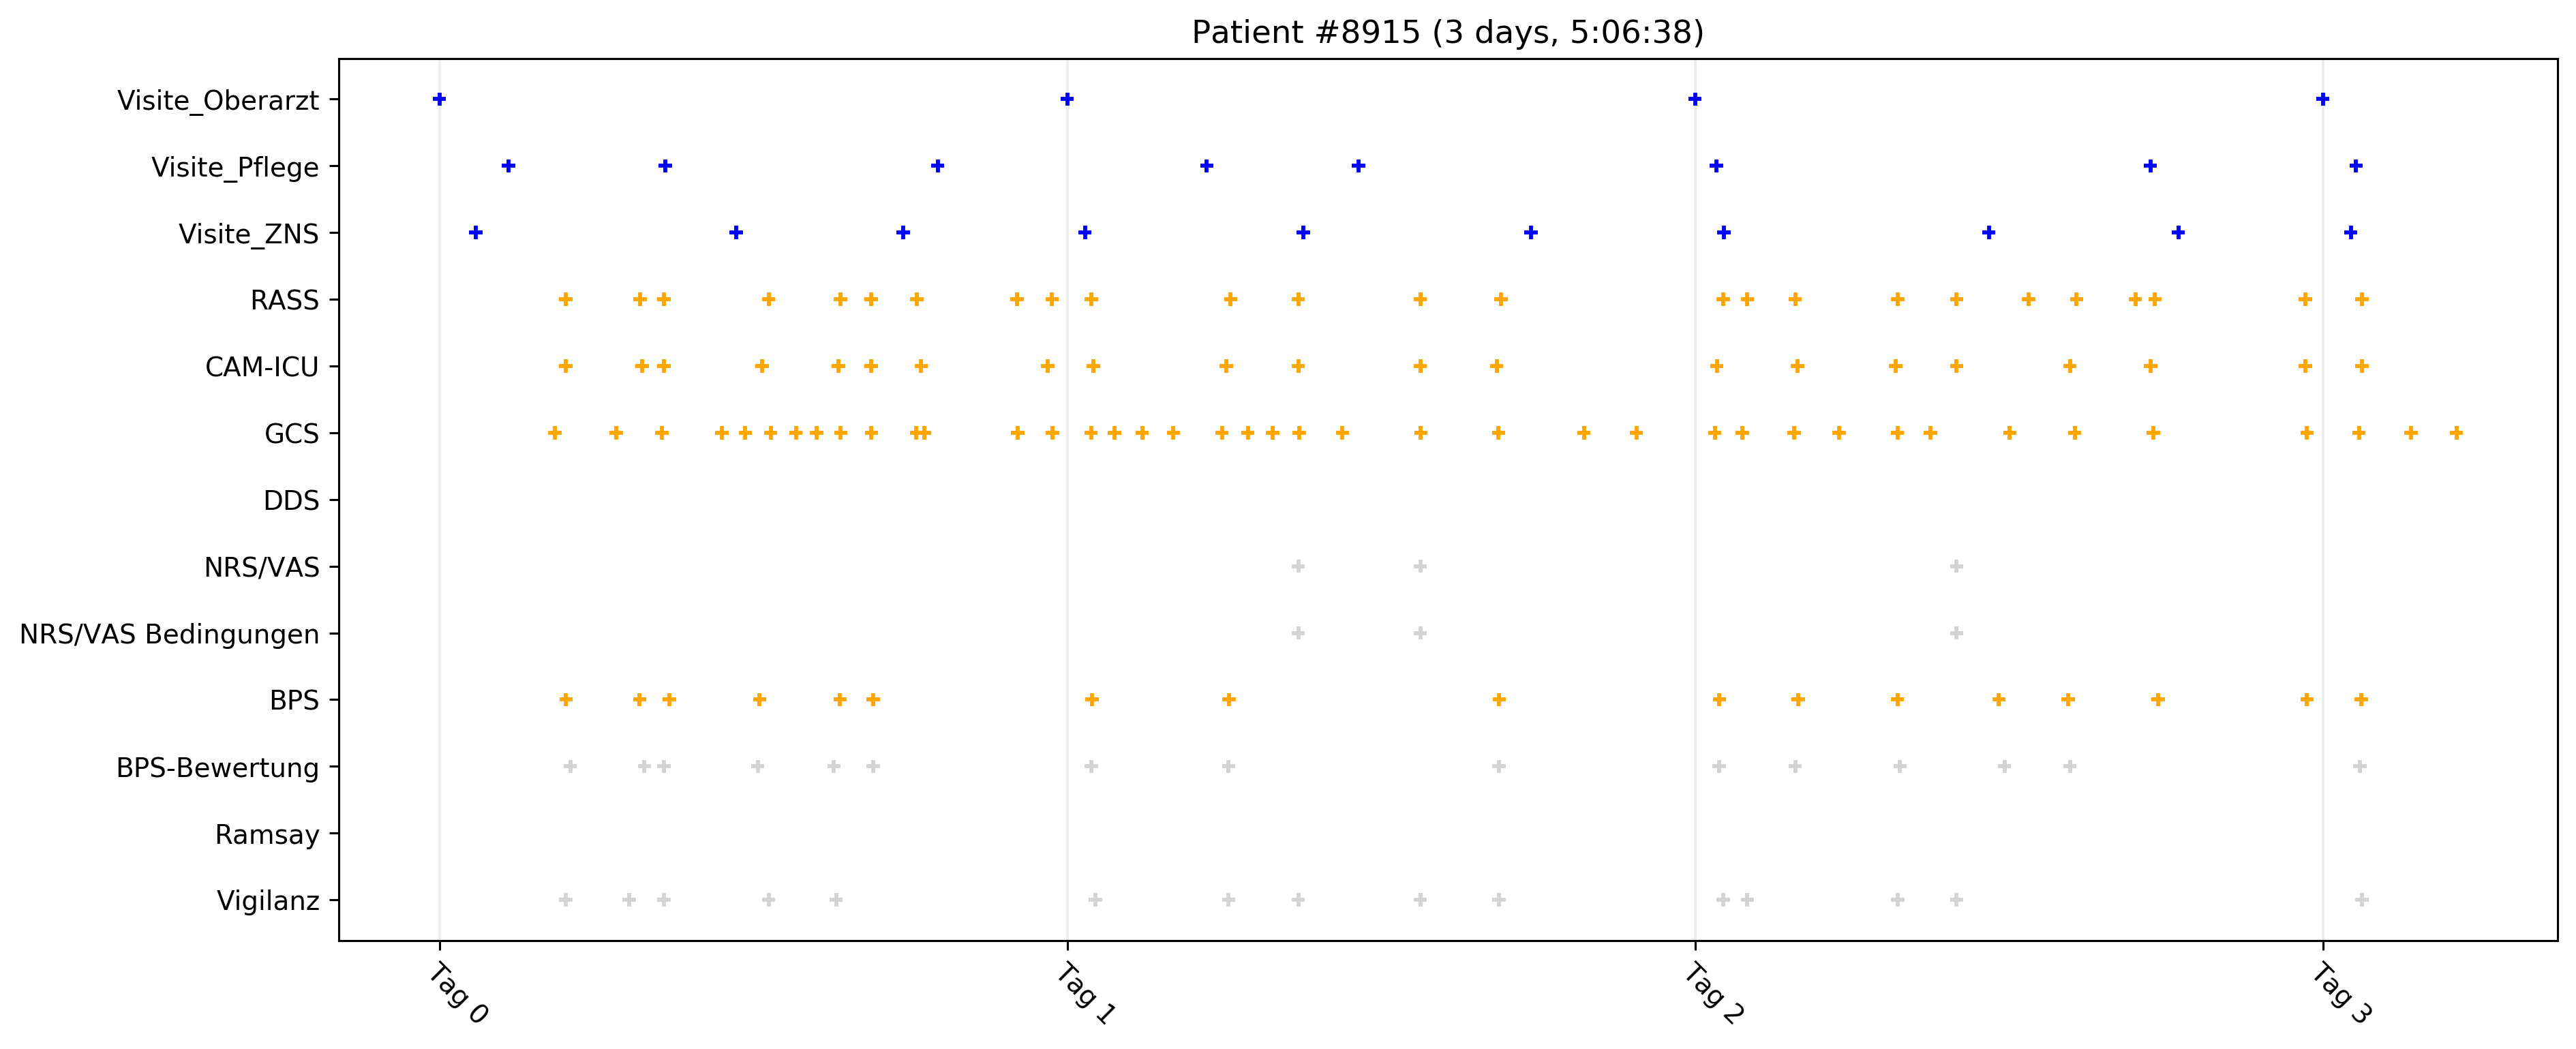 Patient #8915 (3 days, 5:06:38)
Visite_Oberarzt
Visite_Pflege
Visite_ZNS
RASS
CAM-ICU
GCS
DDS
NRS/VAS
NRS/VAS Bedingungen
BPS
BPS-Bewertung
Ramsay
Vigilanz
Tag 0
Tag 1
Tag 2
Tag 3